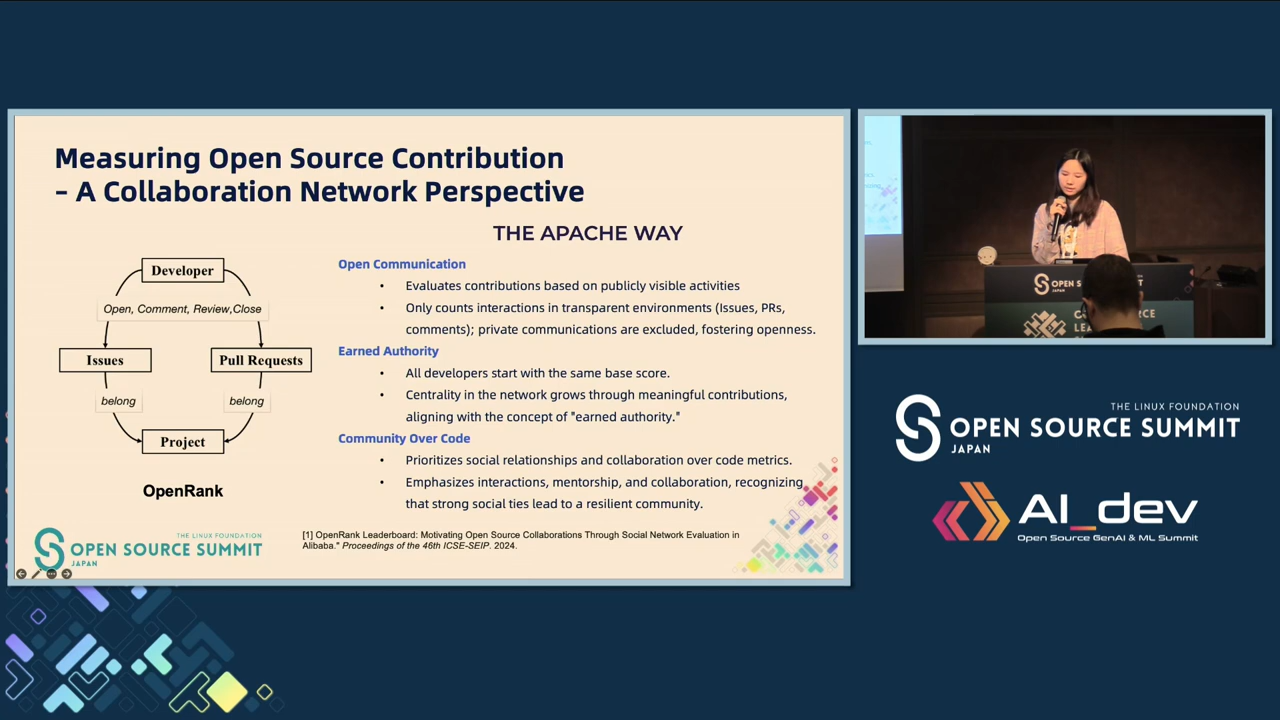 Measuring Open Source Contribution
– A Collaboration Network Perspective
THE APACHE WAY
Developer
Open, Comment, Review,Close
Issues
Pull Requests
belong
belong
Project
OpenRank
Open Communication
• Evaluates contributions based on publicly visible activities
• Only counts interactions in transparent environments (Issues, PRs,
comments); private communications are excluded, fostering openness.
Earned Authority
• All developers start with the same base score.
• Centrality in the network grows through meaningful contributions,
aligning with the concept of "earned authority."
Community Over Code
• Prioritizes social relationships and collaboration over code metrics.
• Emphasizes interactions, mentorship, and collaboration, recognizing
that strong social ties lead to a resilient community.
[1] OpenRank Leaderboard: Motivating Open Source Collaborations Through Social Network Evaluation in
Alibaba." Proceedings of the 46th ICSE-SEIP. 2024.
THE LINUX FOUNDATION
OPEN SOURCE SUMMIT
JAPAN
OPEN S
JAPAN
THE LINUX FOUNDATION
OPEN SOURCE SUMMIT
JAPAN
AI_dev
Open Source GenAI & ML Summit